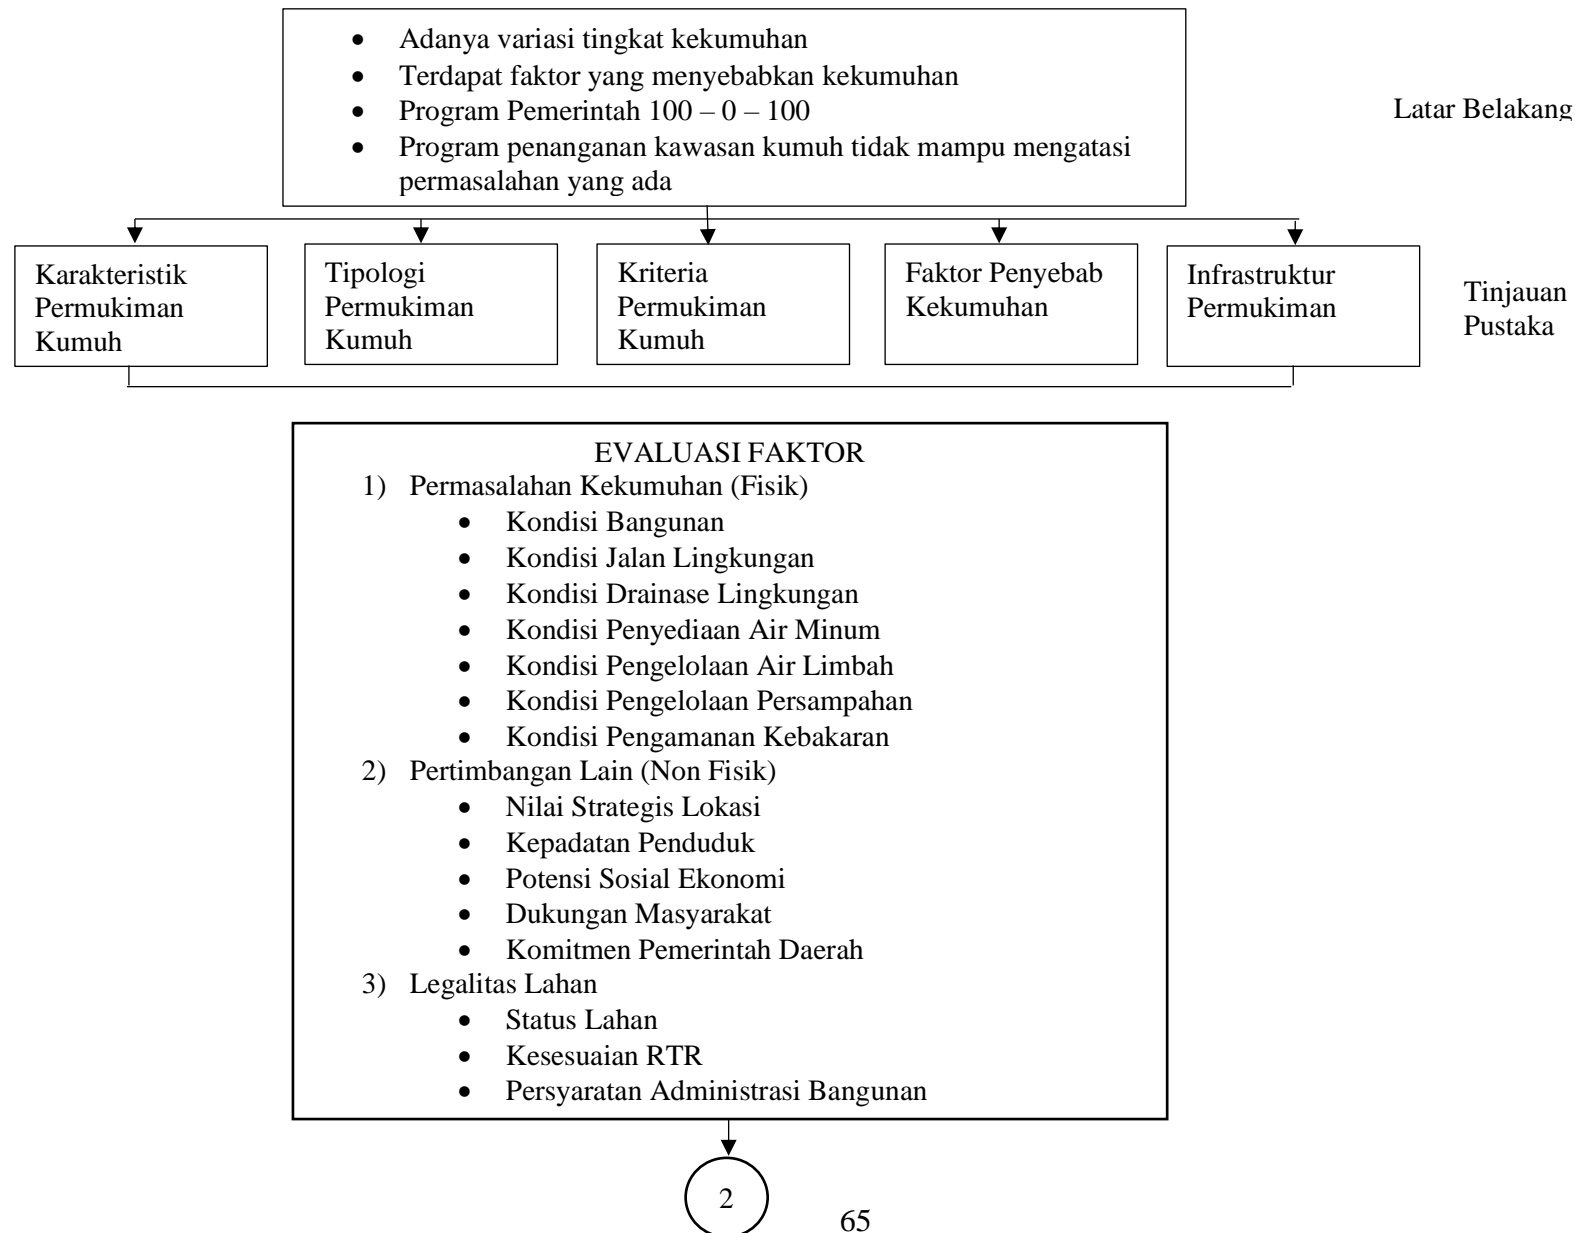 • Adanya variasi tingkat kekumuhan
• Terdapat faktor yang menyebabkan kekumuhan
• Program Pemerintah 100 – 0 – 100
• Program penanganan kawasan kumuh tidak mampu mengatasi
permasalahan yang ada
Latar Belakang
Karakteristik
Permukiman
Kumuh
Tipologi
Permukiman
Kumuh
Kriteria
Permukiman
Kumuh
Faktor Penyebab
Kekumuhan
Infrastruktur
Permukiman
Tinjauan
Pustaka
EVALUASI FAKTOR
1) Permasalahan Kekumuhan (Fisik)
• Kondisi Bangunan
• Kondisi Jalan Lingkungan
• Kondisi Drainase Lingkungan
• Kondisi Penyediaan Air Minum
• Kondisi Pengelolaan Air Limbah
• Kondisi Pengelolaan Persampahan
• Kondisi Pengamanan Kebakaran
2) Pertimbangan Lain (Non Fisik)
• Nilai Strategis Lokasi
• Kepadatan Penduduk
• Potensi Sosial Ekonomi
• Dukungan Masyarakat
• Komitmen Pemerintah Daerah
3) Legalitas Lahan
• Status Lahan
• Kesesuaian RTR
• Persyaratan Administrasi Bangunan
2
65